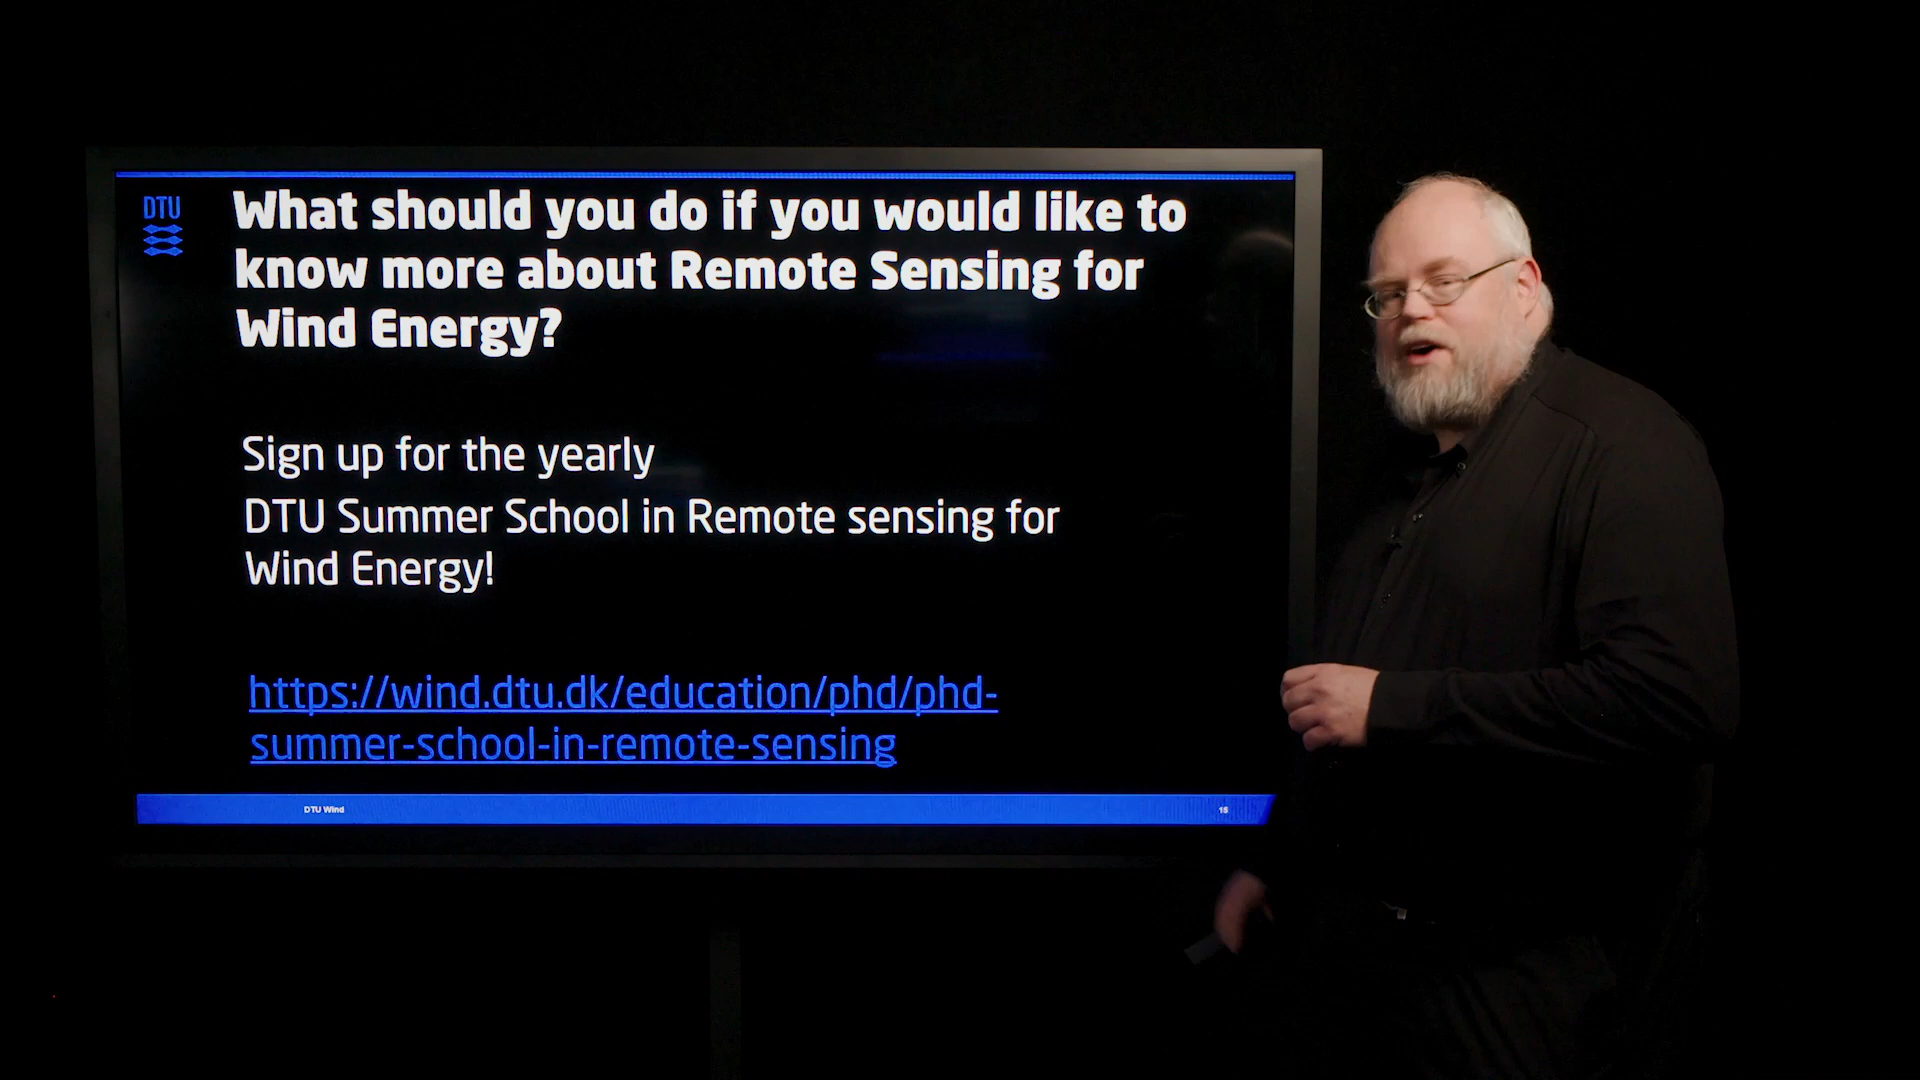 DTU
What should you do if you would like to
know more about Remote Sensing for
Wind Energy?
Sign up for the yearly
DTU Summer School in Remote sensing for
Wind Energy!
https://wind.dtu.dk/education/phd/phd-
summer-school-in-remote-sensing
DTU Wind
15